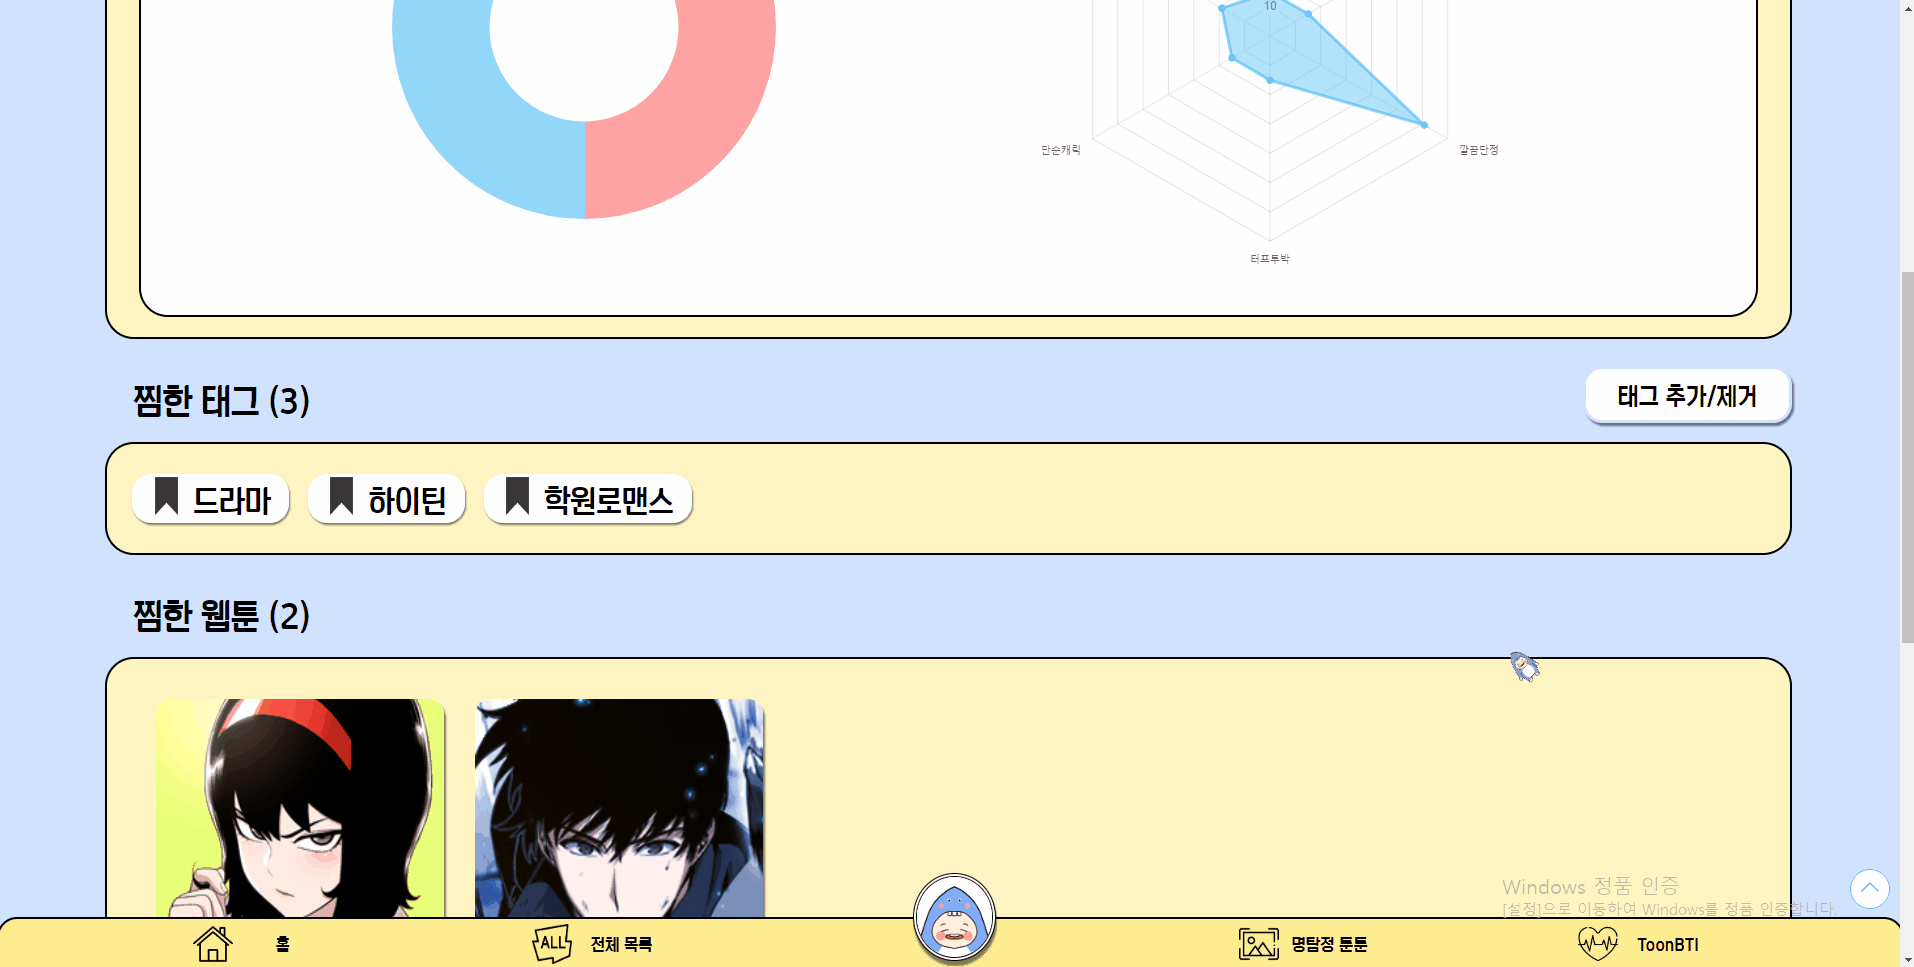 10
단순캐릭
깔끔단정
터프투박
찜한 태그 (3)
태그 추가/제거
드라마
하이틴
학원로맨스
찜한 웹툰 (2)
Windows 정품 인증
[설정]으로 이동하여 Windows를 정품 인증합니다.
홈
ALL
전체 목록
명탐정 툰툰
ToonBTI